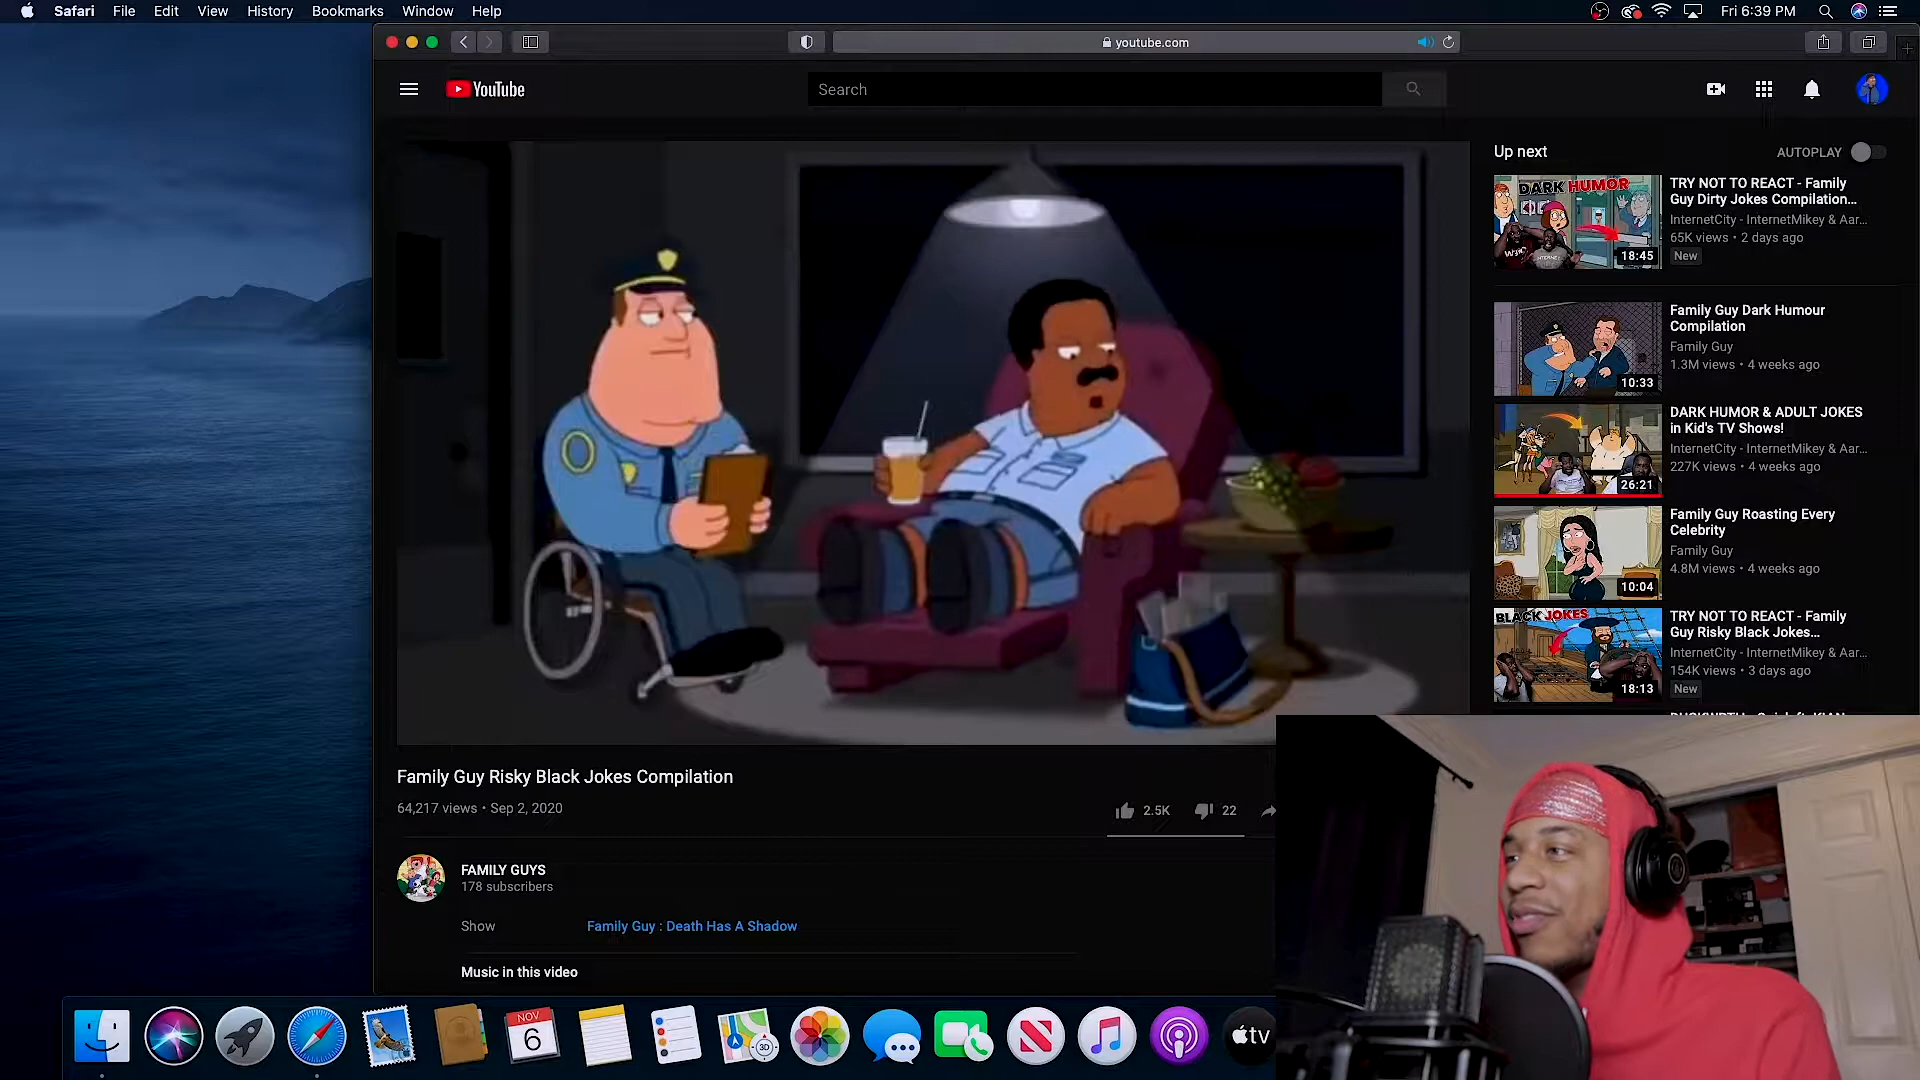 Safari File Edit View History Bookmarks Window Help
Fri 6:39 PM
youtube.com
YouTube
Search
Up next
AUTOPLAY
DARK HUMOR
18:45
TRY NOT TO REACT - Family
Guy Dirty Jokes Compilation...
InternetCity - InternetMikey & Aar...
65K views • 2 days ago
New
10:33
Family Guy Dark Humour
Compilation
Family Guy
1.3M views • 4 weeks ago
26:21
DARK HUMOR & ADULT JOKES
in Kid's TV Shows!
InternetCity - InternetMikey & Aar...
227K views • 4 weeks ago
10:04
Family Guy Roasting Every
Celebrity
Family Guy
4.8M views • 4 weeks ago
BLACK JOKES
18:13
TRY NOT TO REACT - Family
Guy Risky Black Jokes...
InternetCity - InternetMikey & Aar...
154K views • 3 days ago
New
Family Guy Risky Black Jokes Compilation
64,217 views • Sep 2, 2020
2.5K
22
FAMILY GUYS
178 subscribers
Show
Family Guy : Death Has A Shadow
Music in this video
NOV
6
3D
tv